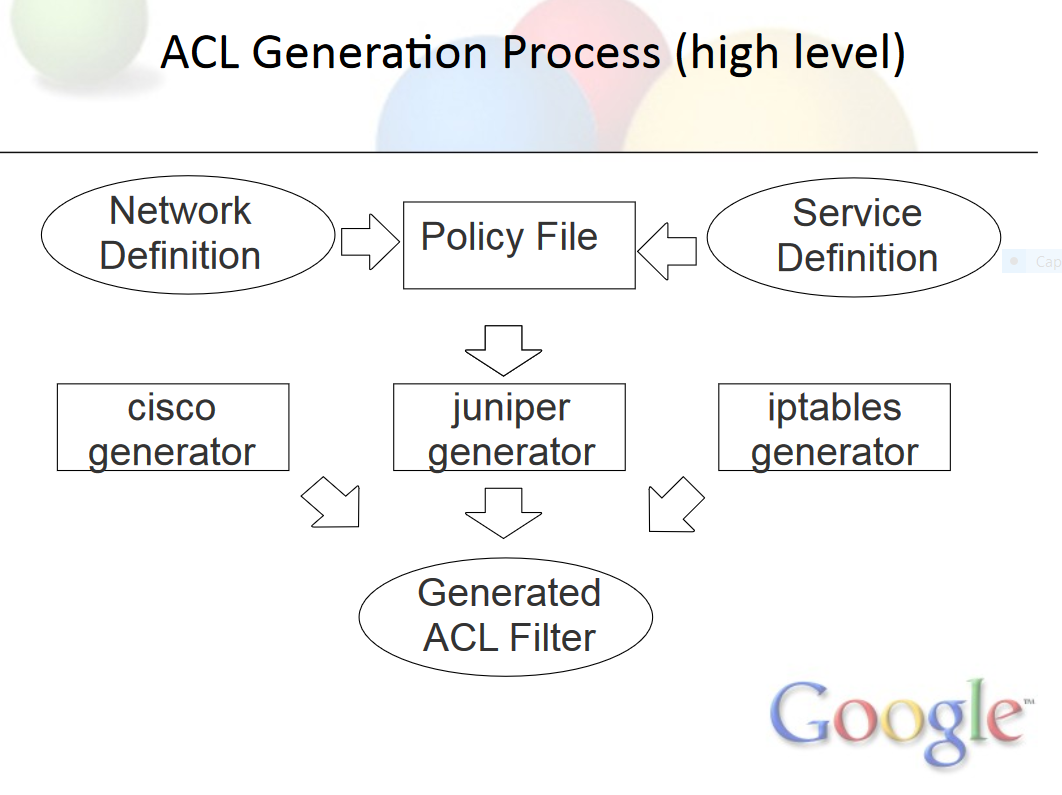 ACL Generation Process (high level)
Network
Definition
Policy File
Service
Definition
Cap
cisco
generator
juniper
generator
iptables
generator
Generated
ACL Filter
Google™